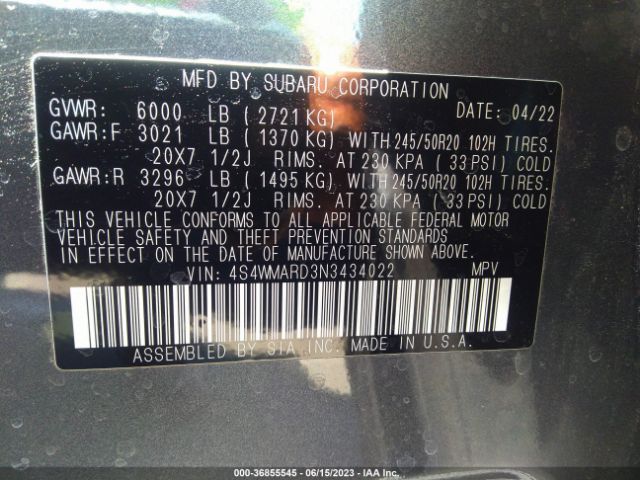 MFD BY SUBARU CORPORATION
GVWR: 6000 LB ( 2721 KG) DATE: 04/22
GAWR:F 3021 LB ( 1370 KG) WITH 245/50R20 102H TIRES.
20X7 1/2J RIMS. AT 230 KPA ( 33 PSI) COLD
GAWR:R 3296 LB ( 1495 KG) WITH 245/50R20 102H TIRES.
20X7 1/2J RIMS. AT 230 KPA ( 33 PSI) COLD
THIS VEHICLE CONFORMS TO ALL APPLICABLE FEDERAL MOTOR
VEHICLE SAFETY AND THEFT PREVENTION STANDARDS
IN EFFECT ON THE DATE OF MANUFACTURE SHOWN ABOVE.
VIN: 4S4WMARD3N3434022 MPV
ASSEMBLED BY SIA INC. MADE IN U.S.A.
000-36855545 - 06/15/2023 - IAA Inc.